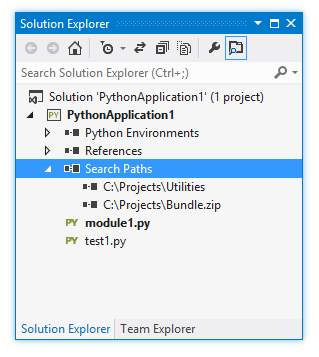 Solution Explorer
Search Solution Explorer (Ctrl+;)
Solution 'PythonApplication1' (1 project)
PY PythonApplication1
Python Environments
References
Search Paths
C:\Projects\Utilities
C:\Projects\Bundle.zip
PY module1.py
PY test1.py
Solution Explorer Team Explorer